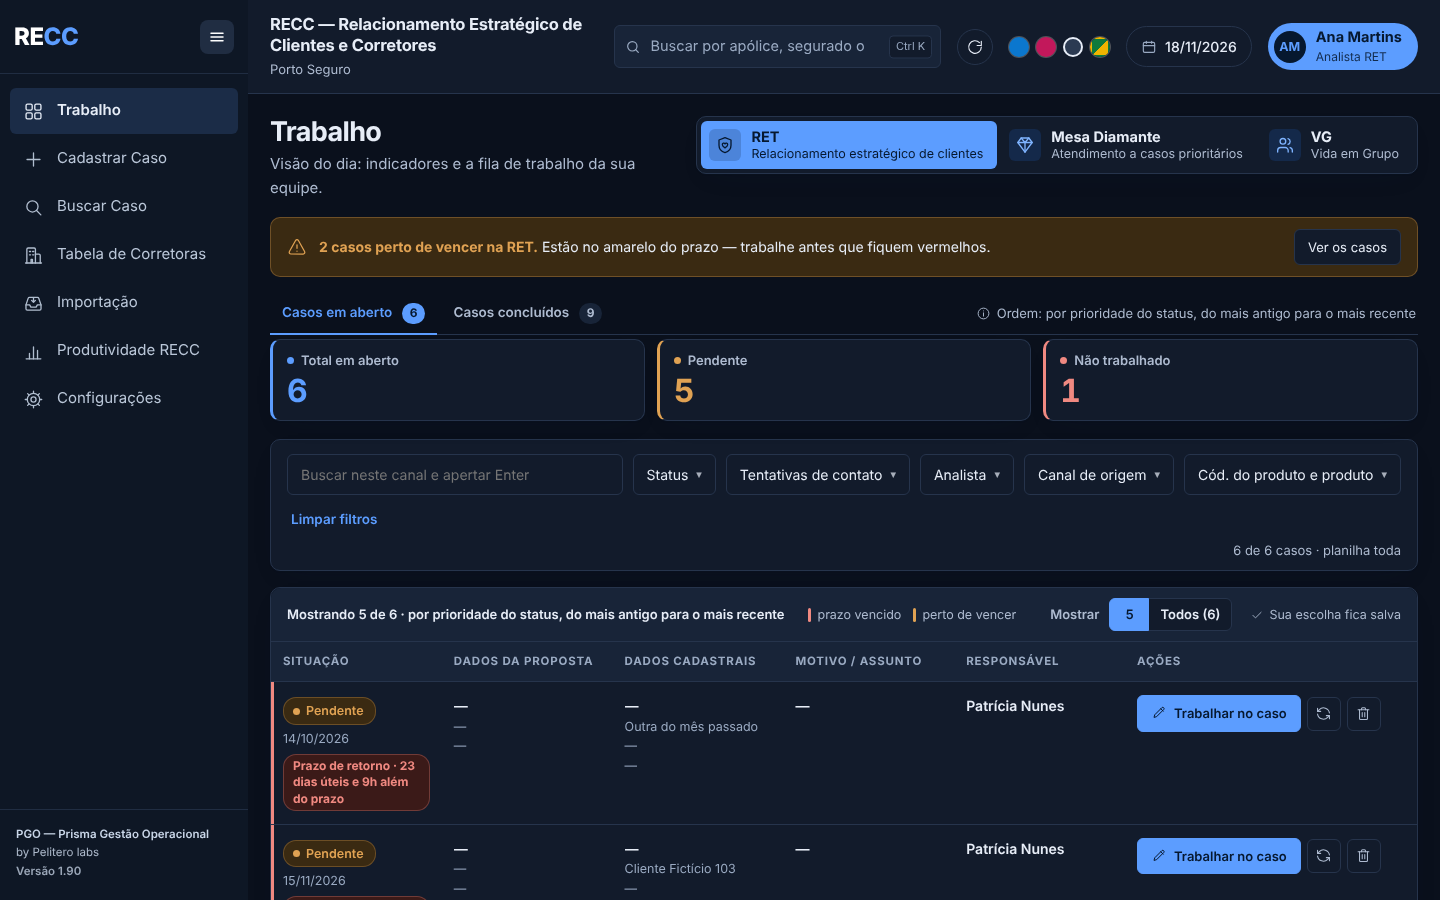 RECC
RECC — Relacionamento Estratégico de
Clientes e Corretores
Porto Seguro
Buscar por apólice, segurado o
Ctrl K
18/11/2026
AM
Ana Martins
Analista RET
Trabalho
Cadastrar Caso
Buscar Caso
Tabela de Corretoras
Importação
Produtividade RECC
Configurações
PGO — Prisma Gestão Operacional
by Pelitero labs
Versão 1.90
Trabalho
Visão do dia: indicadores e a fila de trabalho da sua
equipe.
RET
Relacionamento estratégico de clientes
Mesa Diamante
Atendimento a casos prioritários
VG
Vida em Grupo
2 casos perto de vencer na RET. Estão no amarelo do prazo — trabalhe antes que fiquem vermelhos.
Ver os casos
Casos em aberto 6
Casos concluídos 9
Ordem: por prioridade do status, do mais antigo para o mais recente
Total em aberto
6
Pendente
5
Não trabalhado
1
Buscar neste canal e apertar Enter
Status
Tentativas de contato
Analista
Canal de origem
Cód. do produto e produto
Limpar filtros
6 de 6 casos · planilha toda
Mostrando 5 de 6 · por prioridade do status, do mais antigo para o mais recente
prazo vencido
perto de vencer
Mostrar
5
Todos (6)
Sua escolha fica salva
SITUAÇÃO
DADOS DA PROPOSTA
DADOS CADASTRAIS
MOTIVO / ASSUNTO
RESPONSÁVEL
AÇÕES
Pendente
14/10/2026
Prazo de retorno · 23
dias úteis e 9h além
do prazo
—
—
—
—
Outra do mês passado
—
—
—
Patrícia Nunes
Trabalhar no caso
Pendente
15/11/2026
—
—
—
—
Cliente Fictício 103
—
—
Patrícia Nunes
Trabalhar no caso